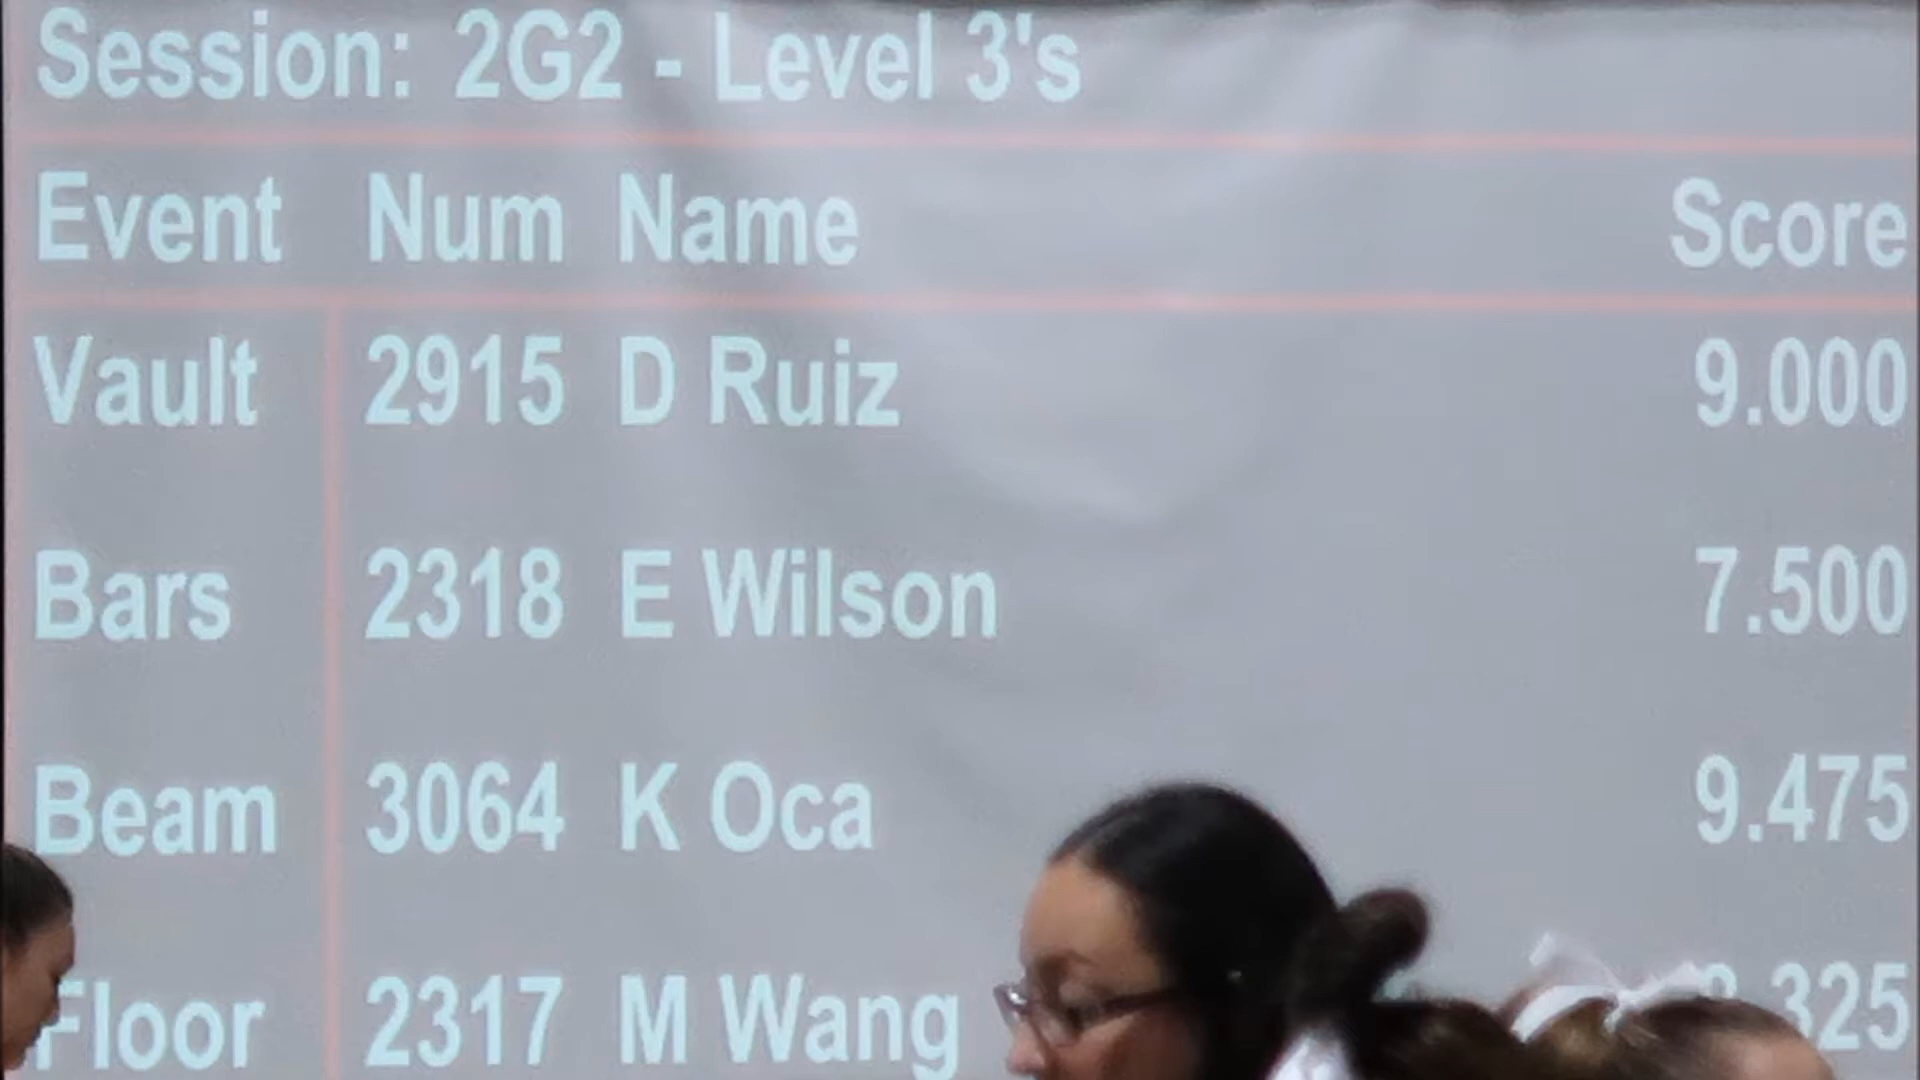 Session: 2G2 - Level 3's
Event Num Name Score
Vault 2915 D Ruiz 9.000
Bars 2318 E Wilson 7.500
Beam 3064 K Oca 9.475
Floor 2317 M Wang